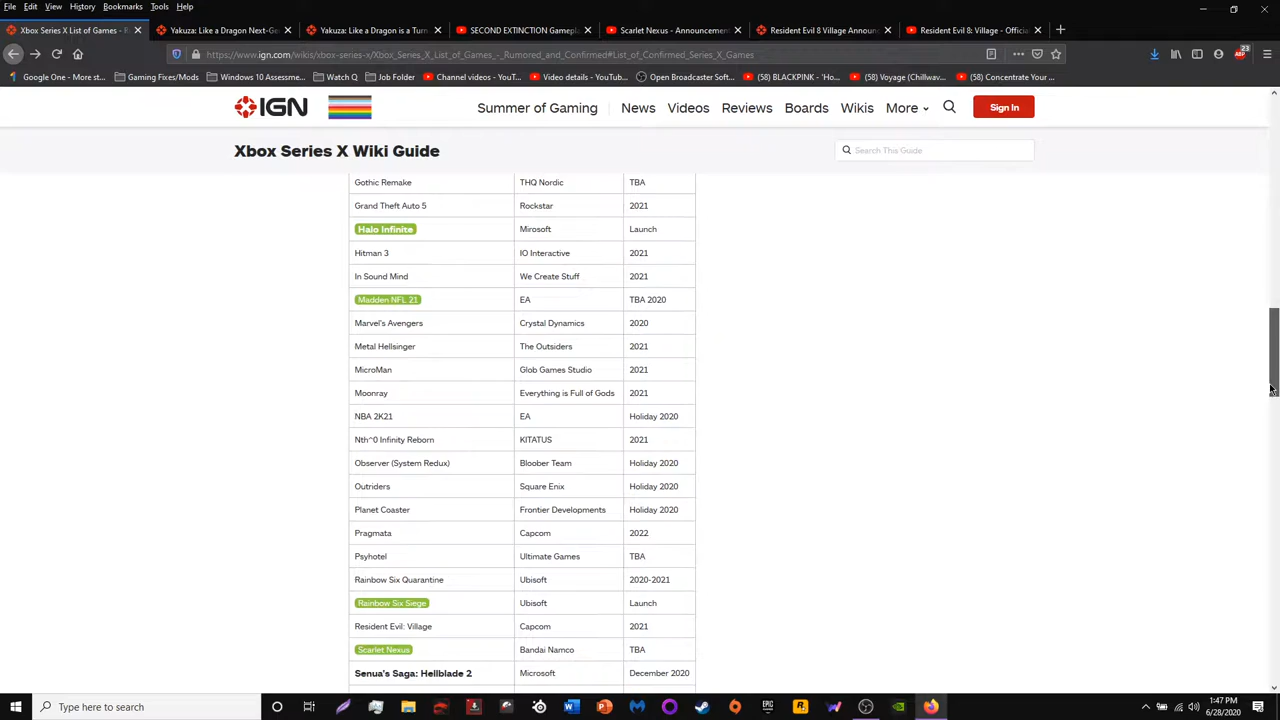 File Edit View History Bookmarks Tools Help
Xbox Series X List of Games - R
Yakuza: Like a Dragon Next-Gen
Yakuza: Like a Dragon is a Turn
SECOND EXTINCTION Gamepla
Scarlet Nexus - Announcement
Resident Evil 8 Village Announc
Resident Evil 8: Village - Officia
https://www.ign.com/wikis/xbox-series-x/Xbox_Series_X_List_of_Games_-_Rumored_and_Confirmed#List_of_Confirmed_Series_X_Games
23
Google One - More st...
Gaming Fixes/Mods
Windows 10 Assessme...
Watch Q
Job Folder
Channel videos - YouT...
Video details - YouTub...
Open Broadcaster Soft...
(58) BLACKPINK - 'Ho...
(58) Voyage (Chillwav...
(58) Concentrate Your ...
IGN
Summer of Gaming News Videos Reviews Boards Wikis More Sign In
Xbox Series X Wiki Guide
Search This Guide
Gothic Remake THQ Nordic TBA
Grand Theft Auto 5 Rockstar 2021
Halo Infinite Mirosoft Launch
Hitman 3 IO Interactive 2021
In Sound Mind We Create Stuff 2021
Madden NFL 21 EA TBA 2020
Marvel's Avengers Crystal Dynamics 2020
Metal Hellsinger The Outsiders 2021
MicroMan Glob Games Studio 2021
Moonray Everything is Full of Gods 2021
NBA 2K21 EA Holiday 2020
Nth^0 Infinity Reborn KITATUS 2021
Observer (System Redux) Bloober Team Holiday 2020
Outriders Square Enix Holiday 2020
Planet Coaster Frontier Developments Holiday 2020
Pragmata Capcom 2022
Psyhotel Ultimate Games TBA
Rainbow Six Quarantine Ubisoft 2020-2021
Rainbow Six Siege Ubisoft Launch
Resident Evil: Village Capcom 2021
Scarlet Nexus Bandai Namco TBA
Senua's Saga: Hellblade 2 Microsoft December 2020
Type here to search
1:47 PM
6/28/2020